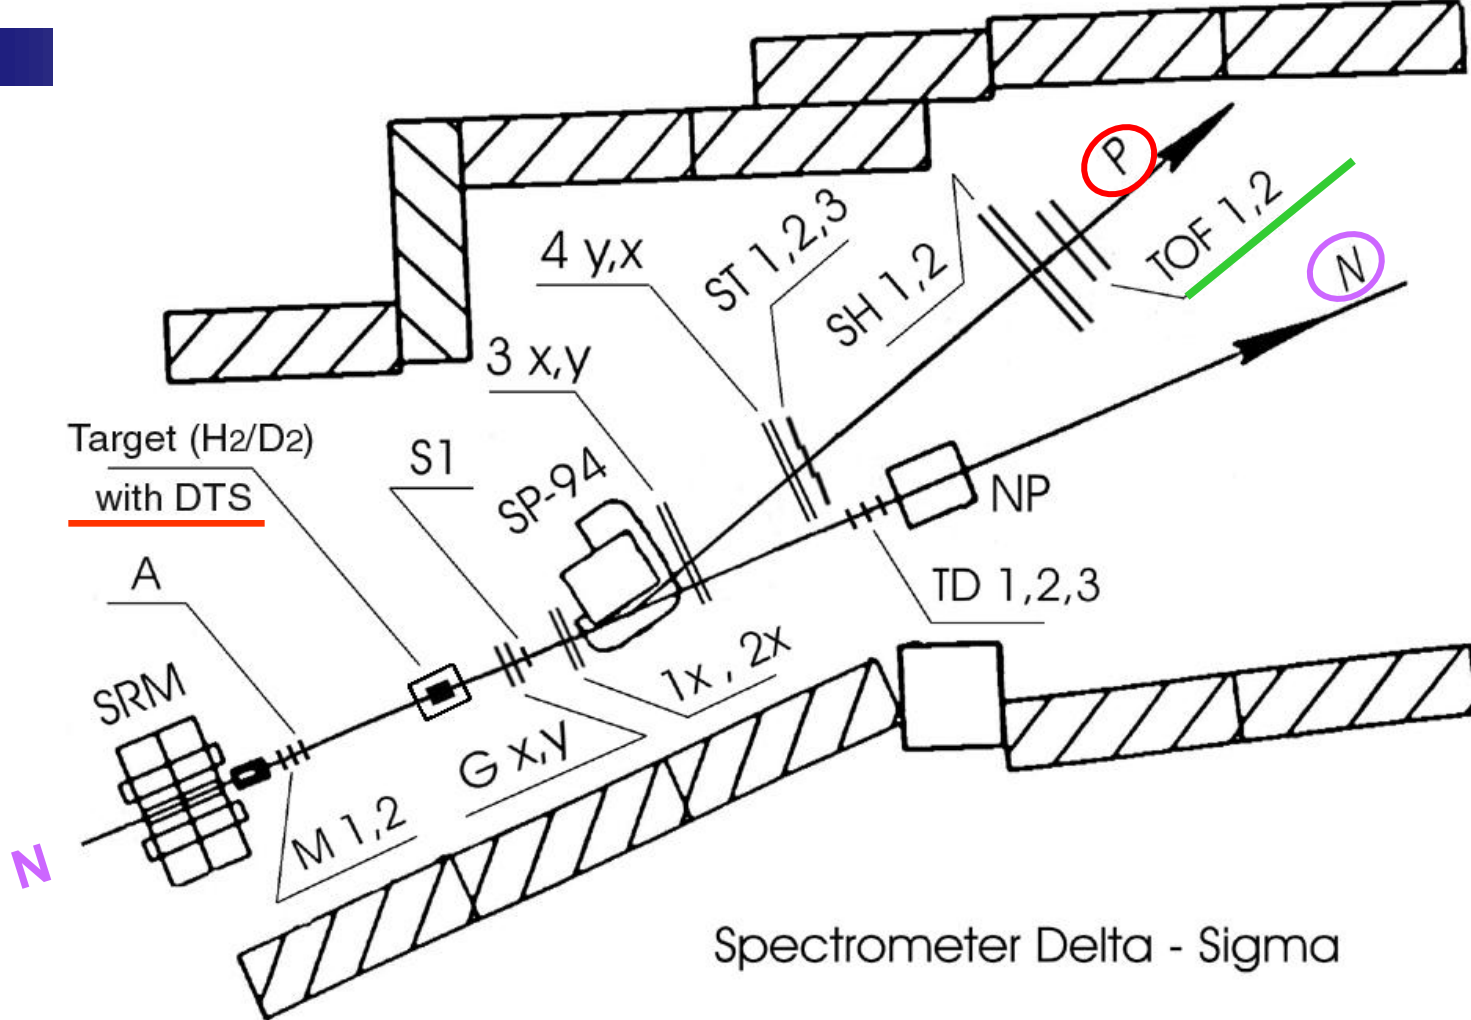 P
TOF 1,2
N
4 y,x
ST 1,2,3
SH 1,2
3 x,y
Target (H2/D2)
with DTS
S1
SP-94
NP
A
TD 1,2,3
SRM
1x , 2x
G x,y
M 1,2
N
Spectrometer Delta - Sigma